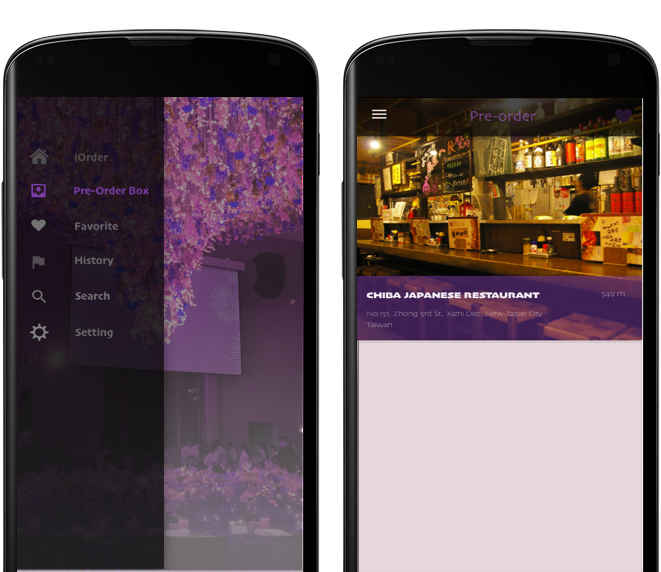 IOrder
Pre-Order Box
Favorite
History
Search
Setting
Pre-order
CHIBA JAPANESE RESTAURANT
549 m
No.151, Zhong 3rd St., Xizhi Dist., New Taipei City
Taiwan